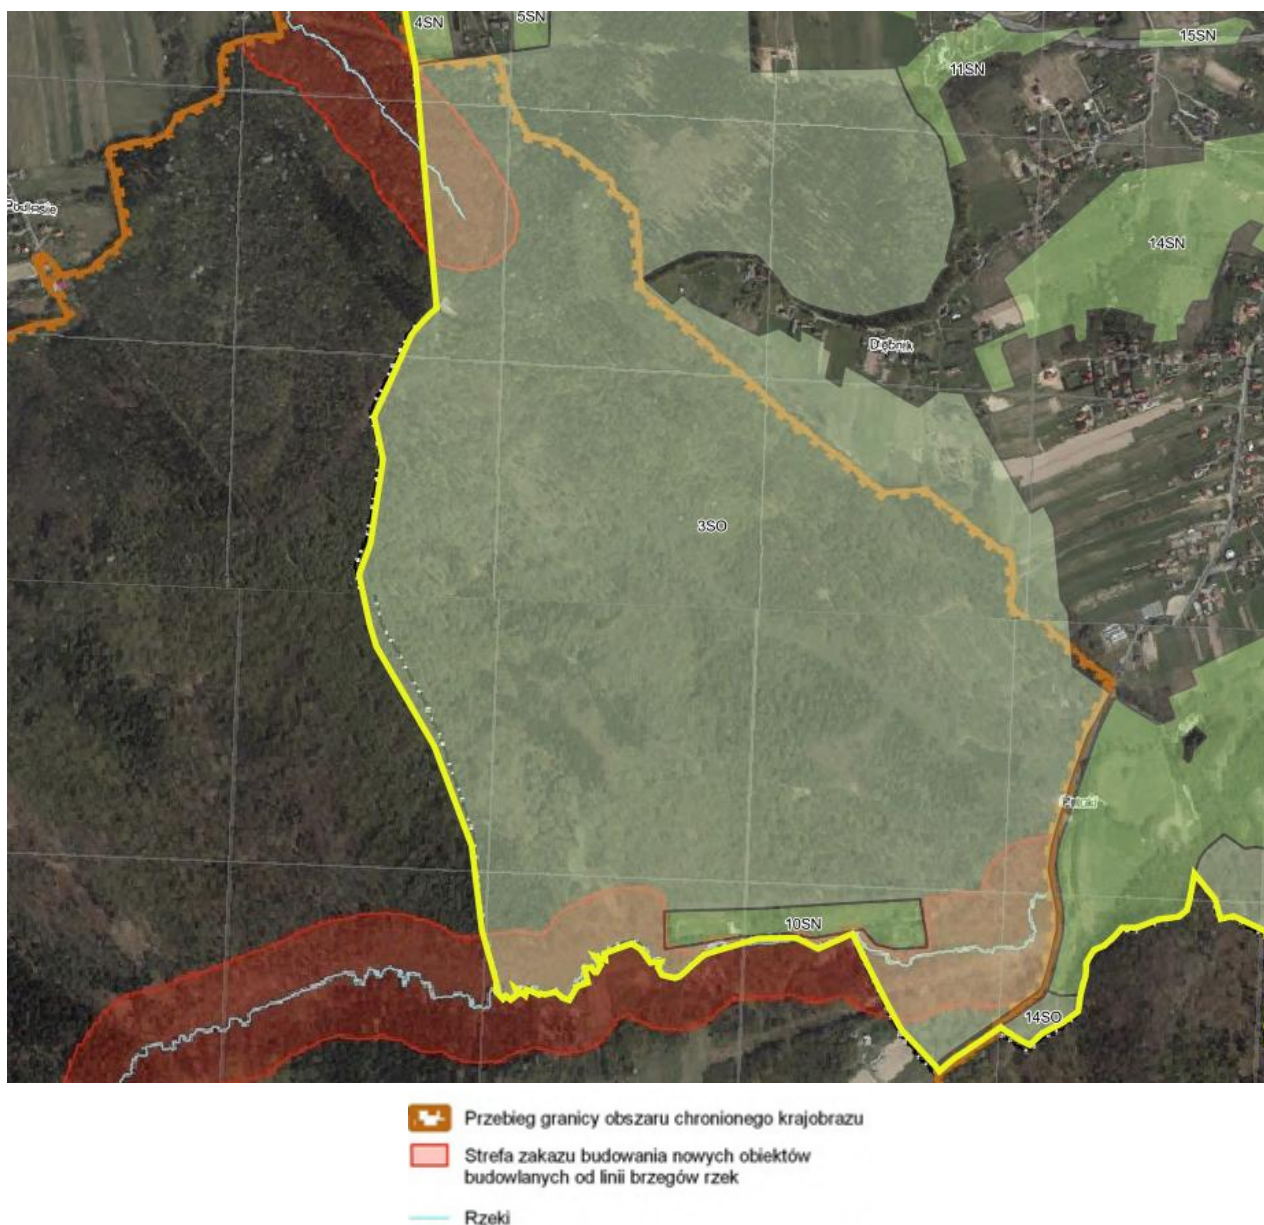 4SN
5SN
15SN
11SN
Podlesie
14SN
Dębnik
3SO
10SN
14SO
Przebieg granicy obszaru chronionego krajobrazu
Strefa zakazu budowania nowych obiektów
budowlanych od linii brzegów rzek
Rzeki